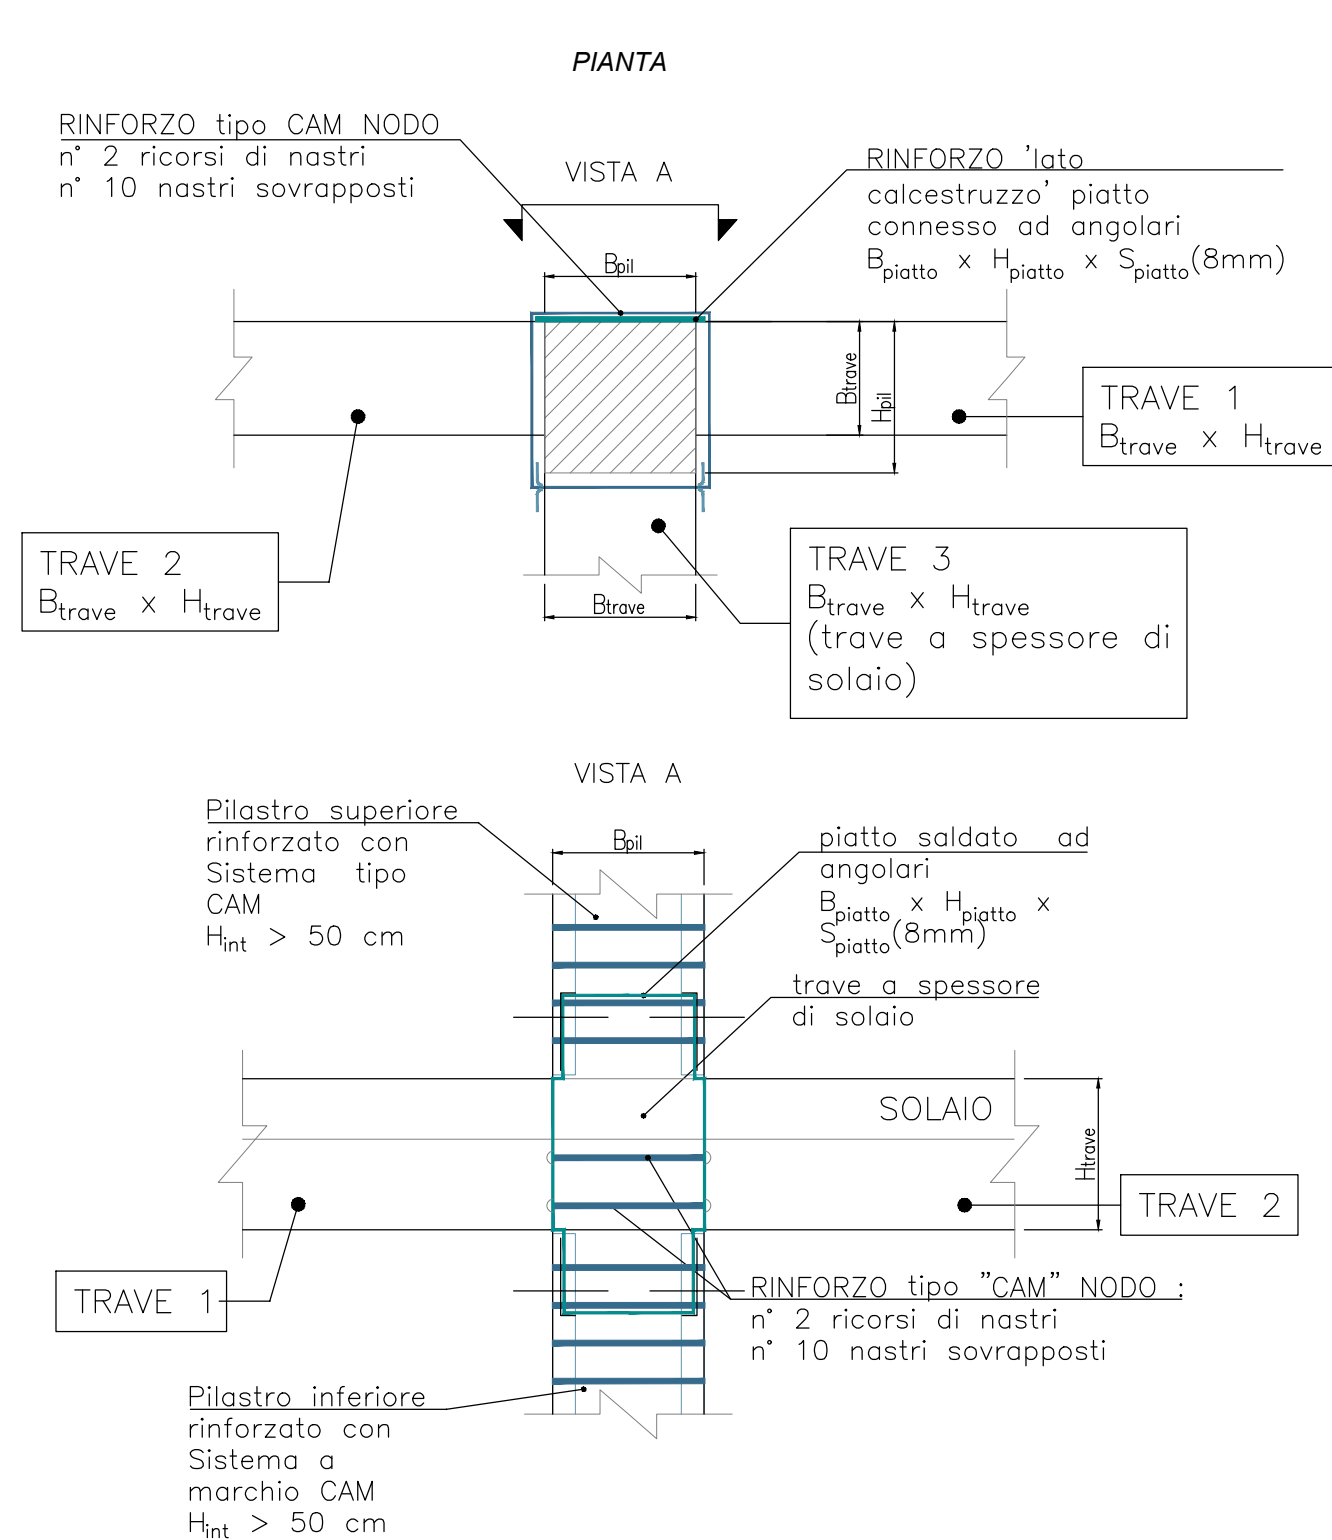 PIANTA
RINFORZO tipo CAM NODO
n° 2 ricorsi di nastri
n° 10 nastri sovrapposti
VISTA A
RINFORZO 'lato
calcestruzzo' piatto
connesso ad angolari
Bpiatto x Hpiatto x Spiatto(8mm)
Bpil
Btrave
Hpil
TRAVE 1
Btrave x Htrave
TRAVE 2
Btrave x Htrave
TRAVE 3
Btrave x Htrave
(trave a spessore di
solaio)
Btrave
VISTA A
Pilastro superiore
rinforzato con
Sistema tipo
CAM
Hint > 50 cm
Bpil
piatto saldato ad
angolari
Bpiatto x Hpiatto x
Spiatto(8mm)
trave a spessore
di solaio
SOLAIO
Htrave
TRAVE 2
TRAVE 1
RINFORZO tipo "CAM" NODO :
n° 2 ricorsi di nastri
n° 10 nastri sovrapposti
Pilastro inferiore
rinforzato con
Sistema a
marchio CAM
Hint > 50 cm